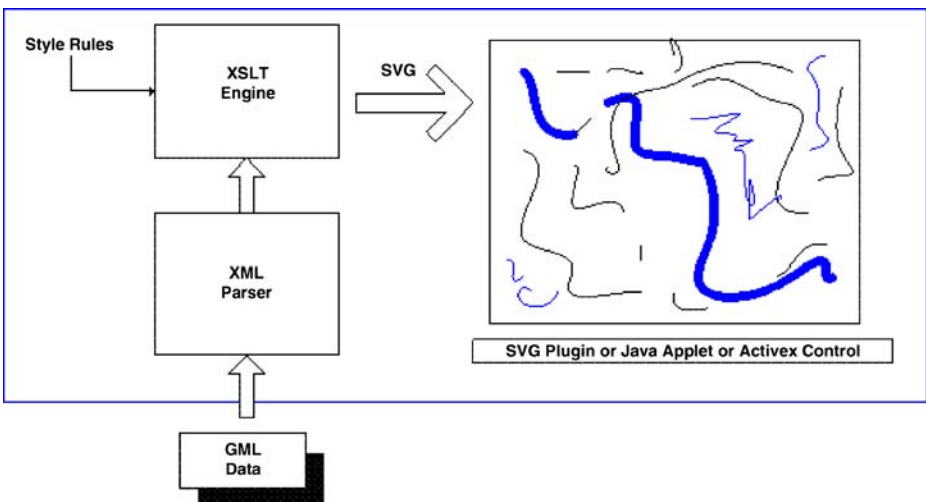 Style Rules
XSLT
Engine
SVG
XML
Parser
SVG Plugin or Java Applet or Activex Control
GML
Data